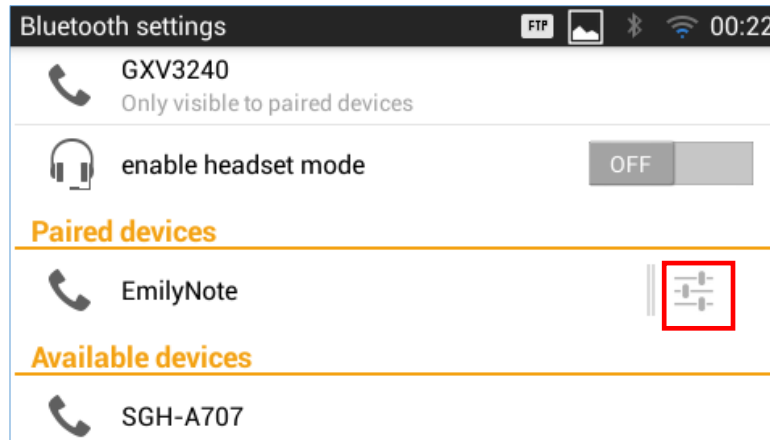 Bluetooth settings FTP 00:22
GXV3240
Only visible to paired devices
enable headset mode OFF
Paired devices
EmilyNote
Available devices
SGH-A707